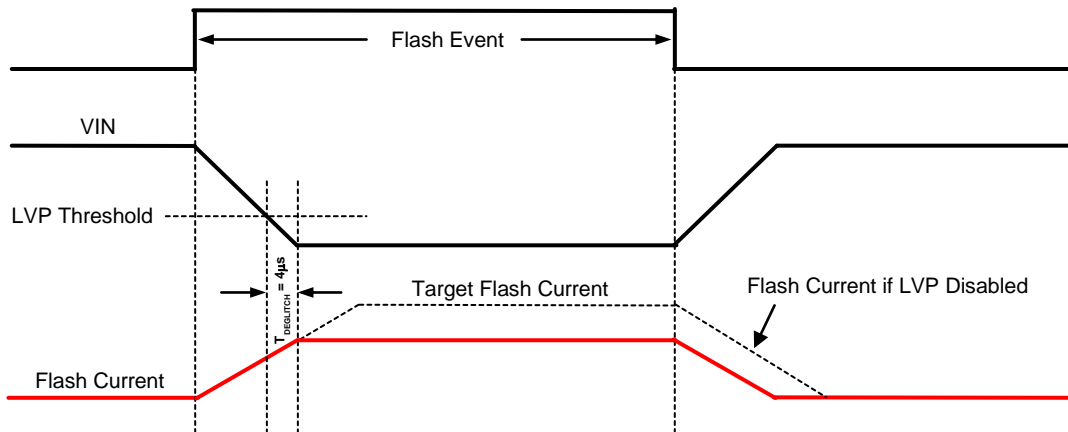 Flash Event
VIN
LVP Threshold
TDEGLITCH = 4µs
Target Flash Current
Flash Current if LVP Disabled
Flash Current